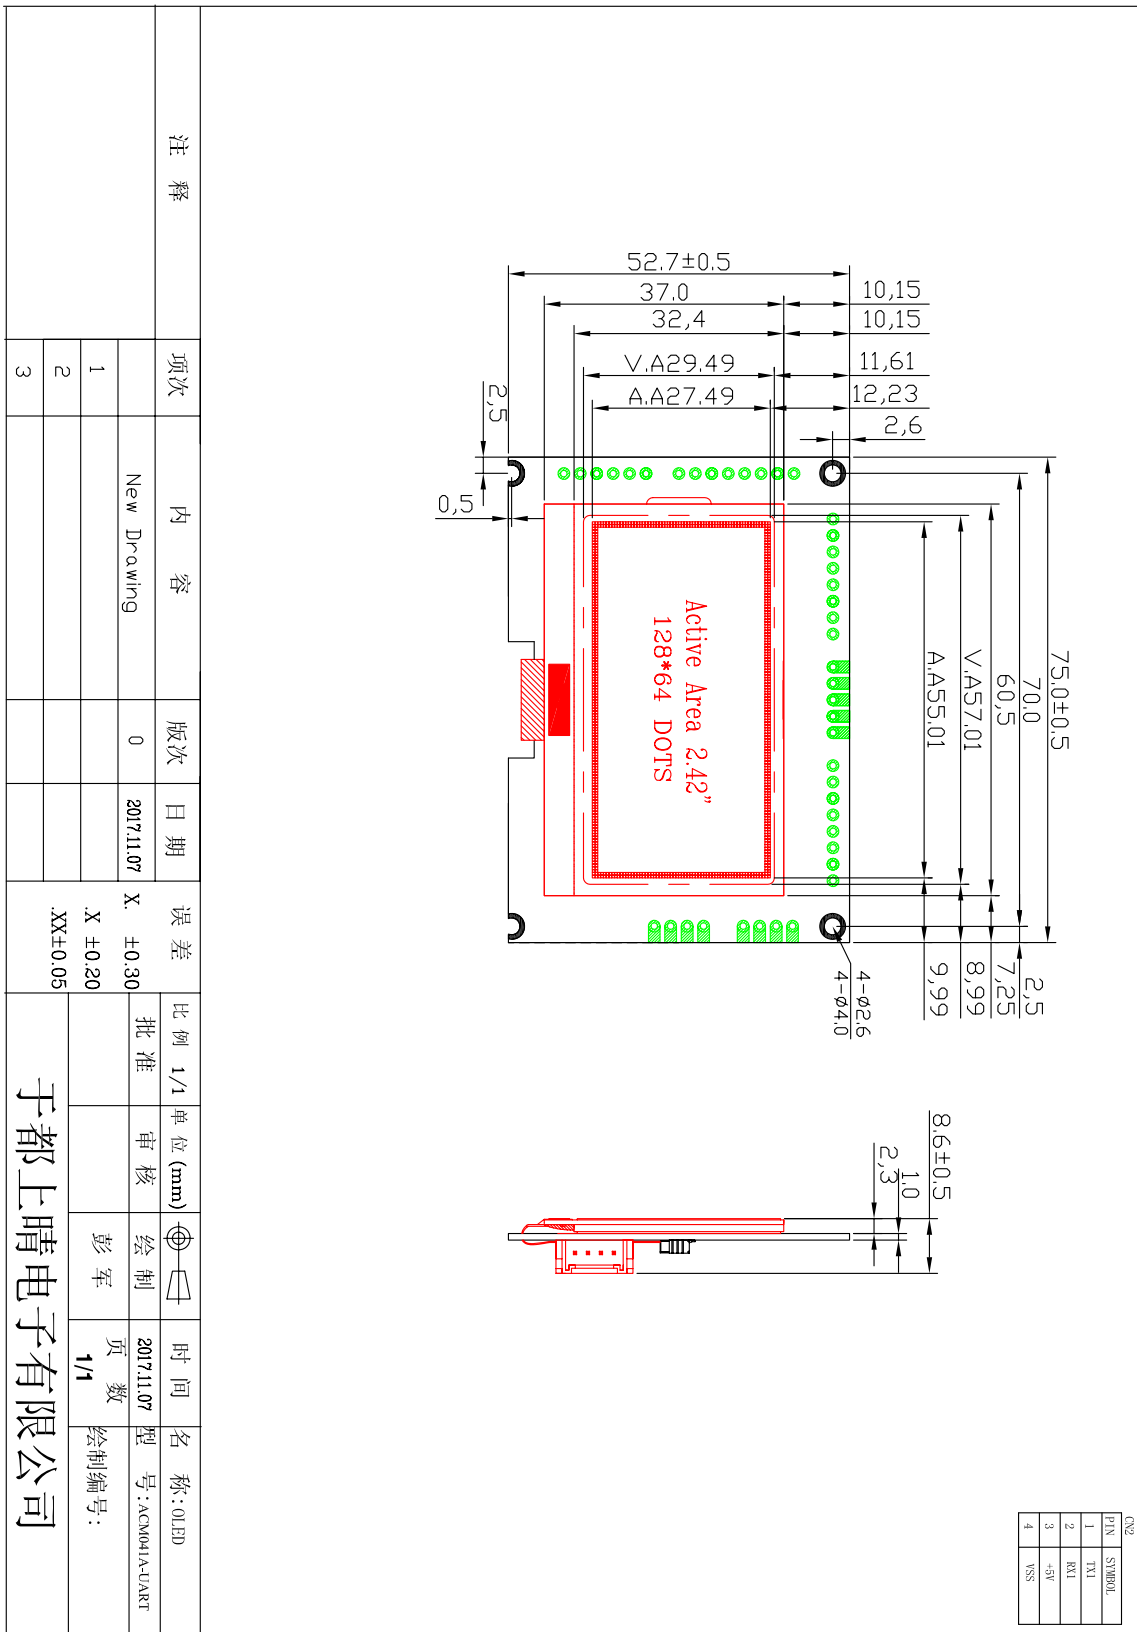 CN2
PIN SYMBOL
1 TX1
2 RX1
3 +5V
4 VSS
75.0±0.5
70.0
60,5
V.A57.01
A.A55.01
2,5
7,25
8,99
9,99
4-Ø2.6
4-Ø4.0
52.7±0.5
37.0
32,4
V.A29.49
A.A27.49
10,15
10,15
11,61
12,23
2,6
2,5
0,5
Active Area 2.42”
128*64 DOTS
8.6±0.5
1.0
2,3
注 释
项次
内 容
版次
日 期
New Drawing
0
2017.11.07
1
2
3
误 差
X. ±0.30
.X ±0.20
.XX±0.05
比 例 1/1
单 位 (mm)
时 间
名 称:OLED
批 准
审 核
绘 制
2017.11.07
型 号:ACM041A-UART
彭 军
页 数
1/1
绘制编号:
于都上晴电子有限公司